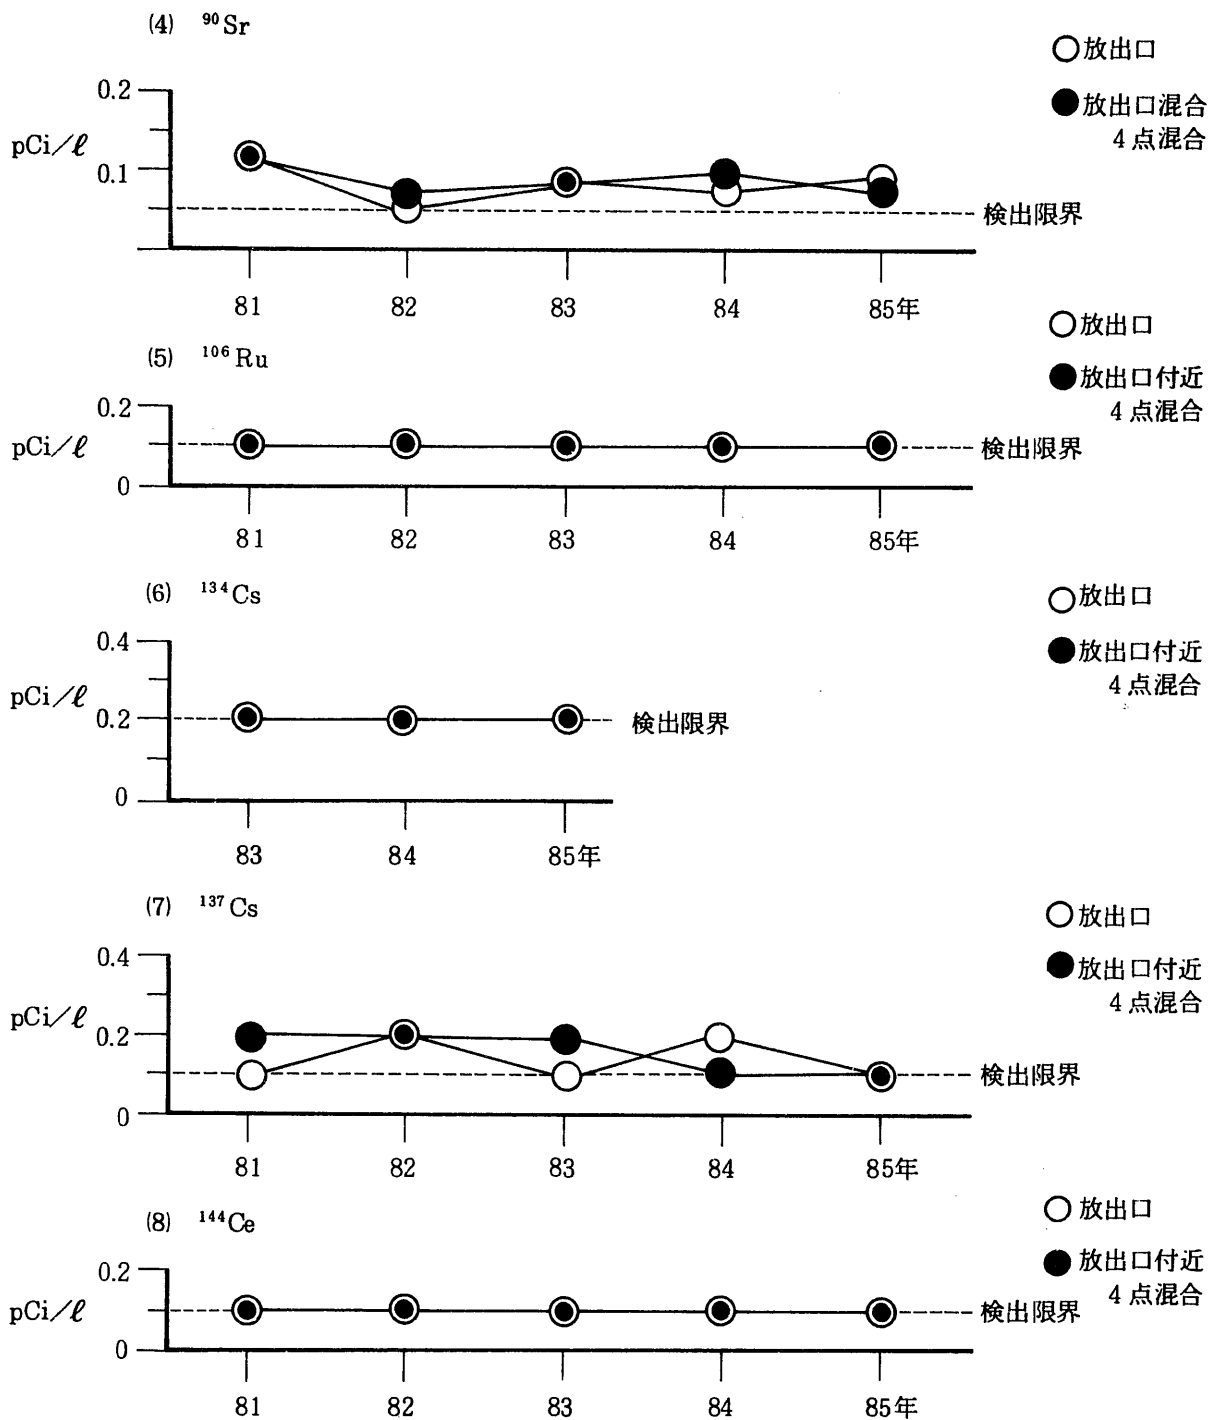 (4) ⁹⁰Sr
○放出口
●放出口混合
4点混合
pCi/ℓ
0.2
0.1
検出限界
81 82 83 84 85年
(5) ¹⁰⁶Ru
○放出口
●放出口付近
4点混合
pCi/ℓ
0.2
0
検出限界
81 82 83 84 85年
(6) ¹³⁴Cs
○放出口
●放出口付近
4点混合
pCi/ℓ
0.4
0.2
0
検出限界
83 84 85年
(7) ¹³⁷Cs
○放出口
●放出口付近
4点混合
pCi/ℓ
0.4
0.2
0
検出限界
81 82 83 84 85年
(8) ¹⁴⁴Ce
○放出口
●放出口付近
4点混合
pCi/ℓ
0.2
0
検出限界
81 82 83 84 85年